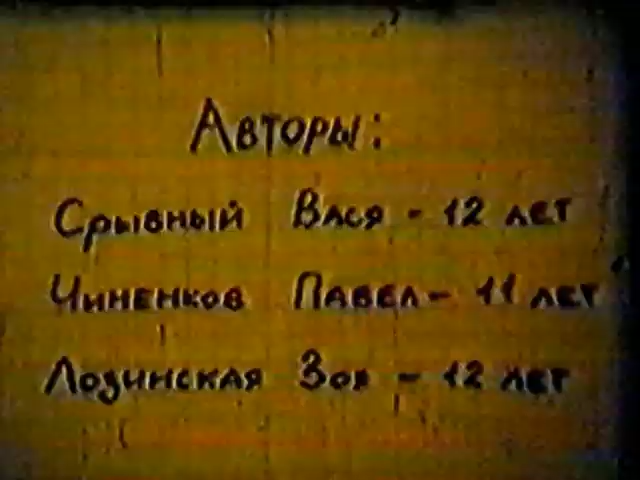 Авторы:
Срывный Вася - 12 лет
Чиненков Павел - 11 лет
Лозинская Зоя - 12 лет